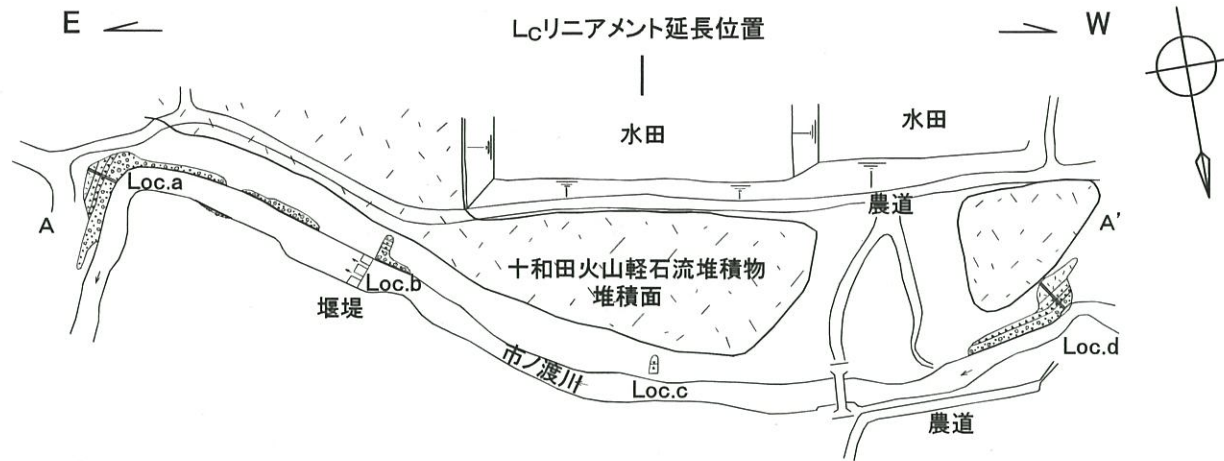 E
LCリニアメント延長位置
W
水田
水田
Loc.a
農道
A
A'
十和田火山軽石流堆積物
堆積面
Loc.b
堰堤
市ノ渡川
Loc.c
Loc.d
農道